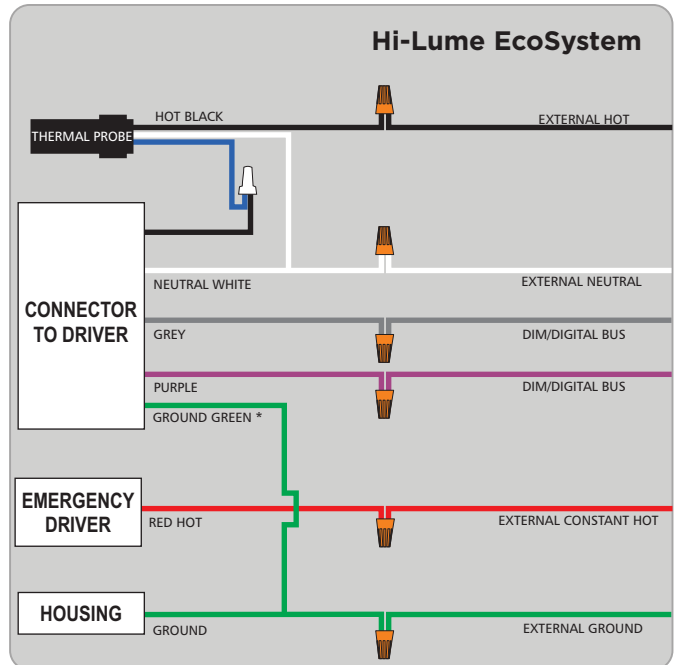 Hi-Lume EcoSystem
HOT BLACK
EXTERNAL HOT
THERMAL PROBE
NEUTRAL WHITE
EXTERNAL NEUTRAL
CONNECTOR
TO DRIVER
GREY
DIM/DIGITAL BUS
PURPLE
DIM/DIGITAL BUS
GROUND GREEN *
EMERGENCY
DRIVER
RED HOT
EXTERNAL CONSTANT HOT
HOUSING
GROUND
EXTERNAL GROUND